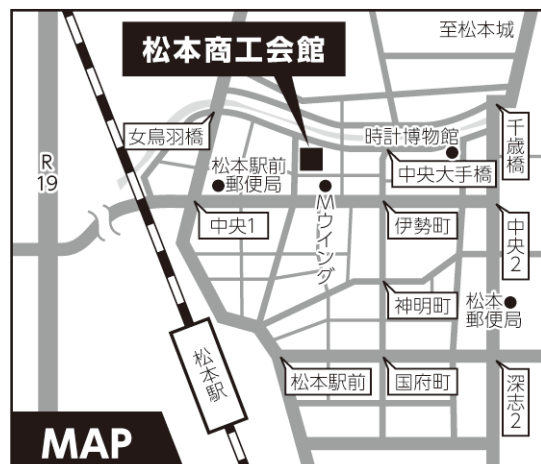 至松本城
松本商工会館
女鳥羽橋
時計博物館
千歳橋
R
19
松本駅前
郵便局
中央大手橋
中央1
Mウイング
伊勢町
中央2
神明町
松本
郵便局
松本駅
松本駅前
国府町
深志2
MAP